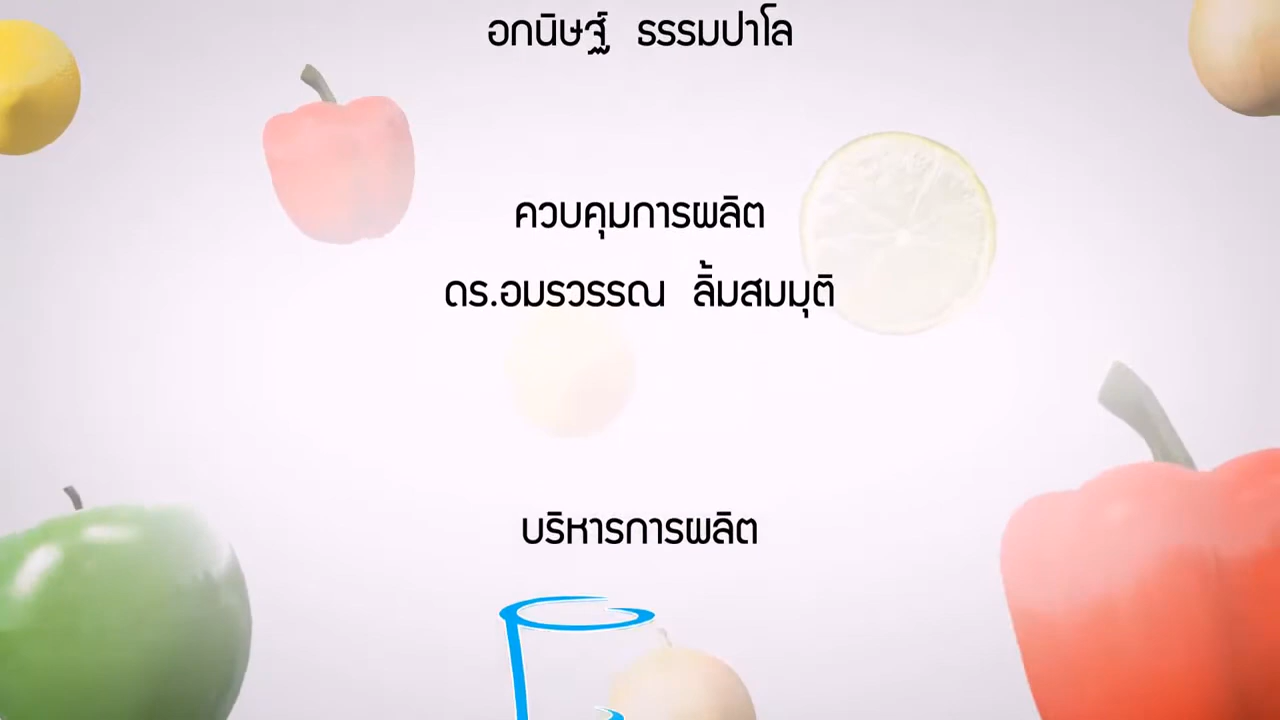 อกนิษฐ์ ธรรมปาโล
ควบคุมการผลิต
ดร.อมรวรรณ ลิ้มสมมุติ
บริหารการผลิต